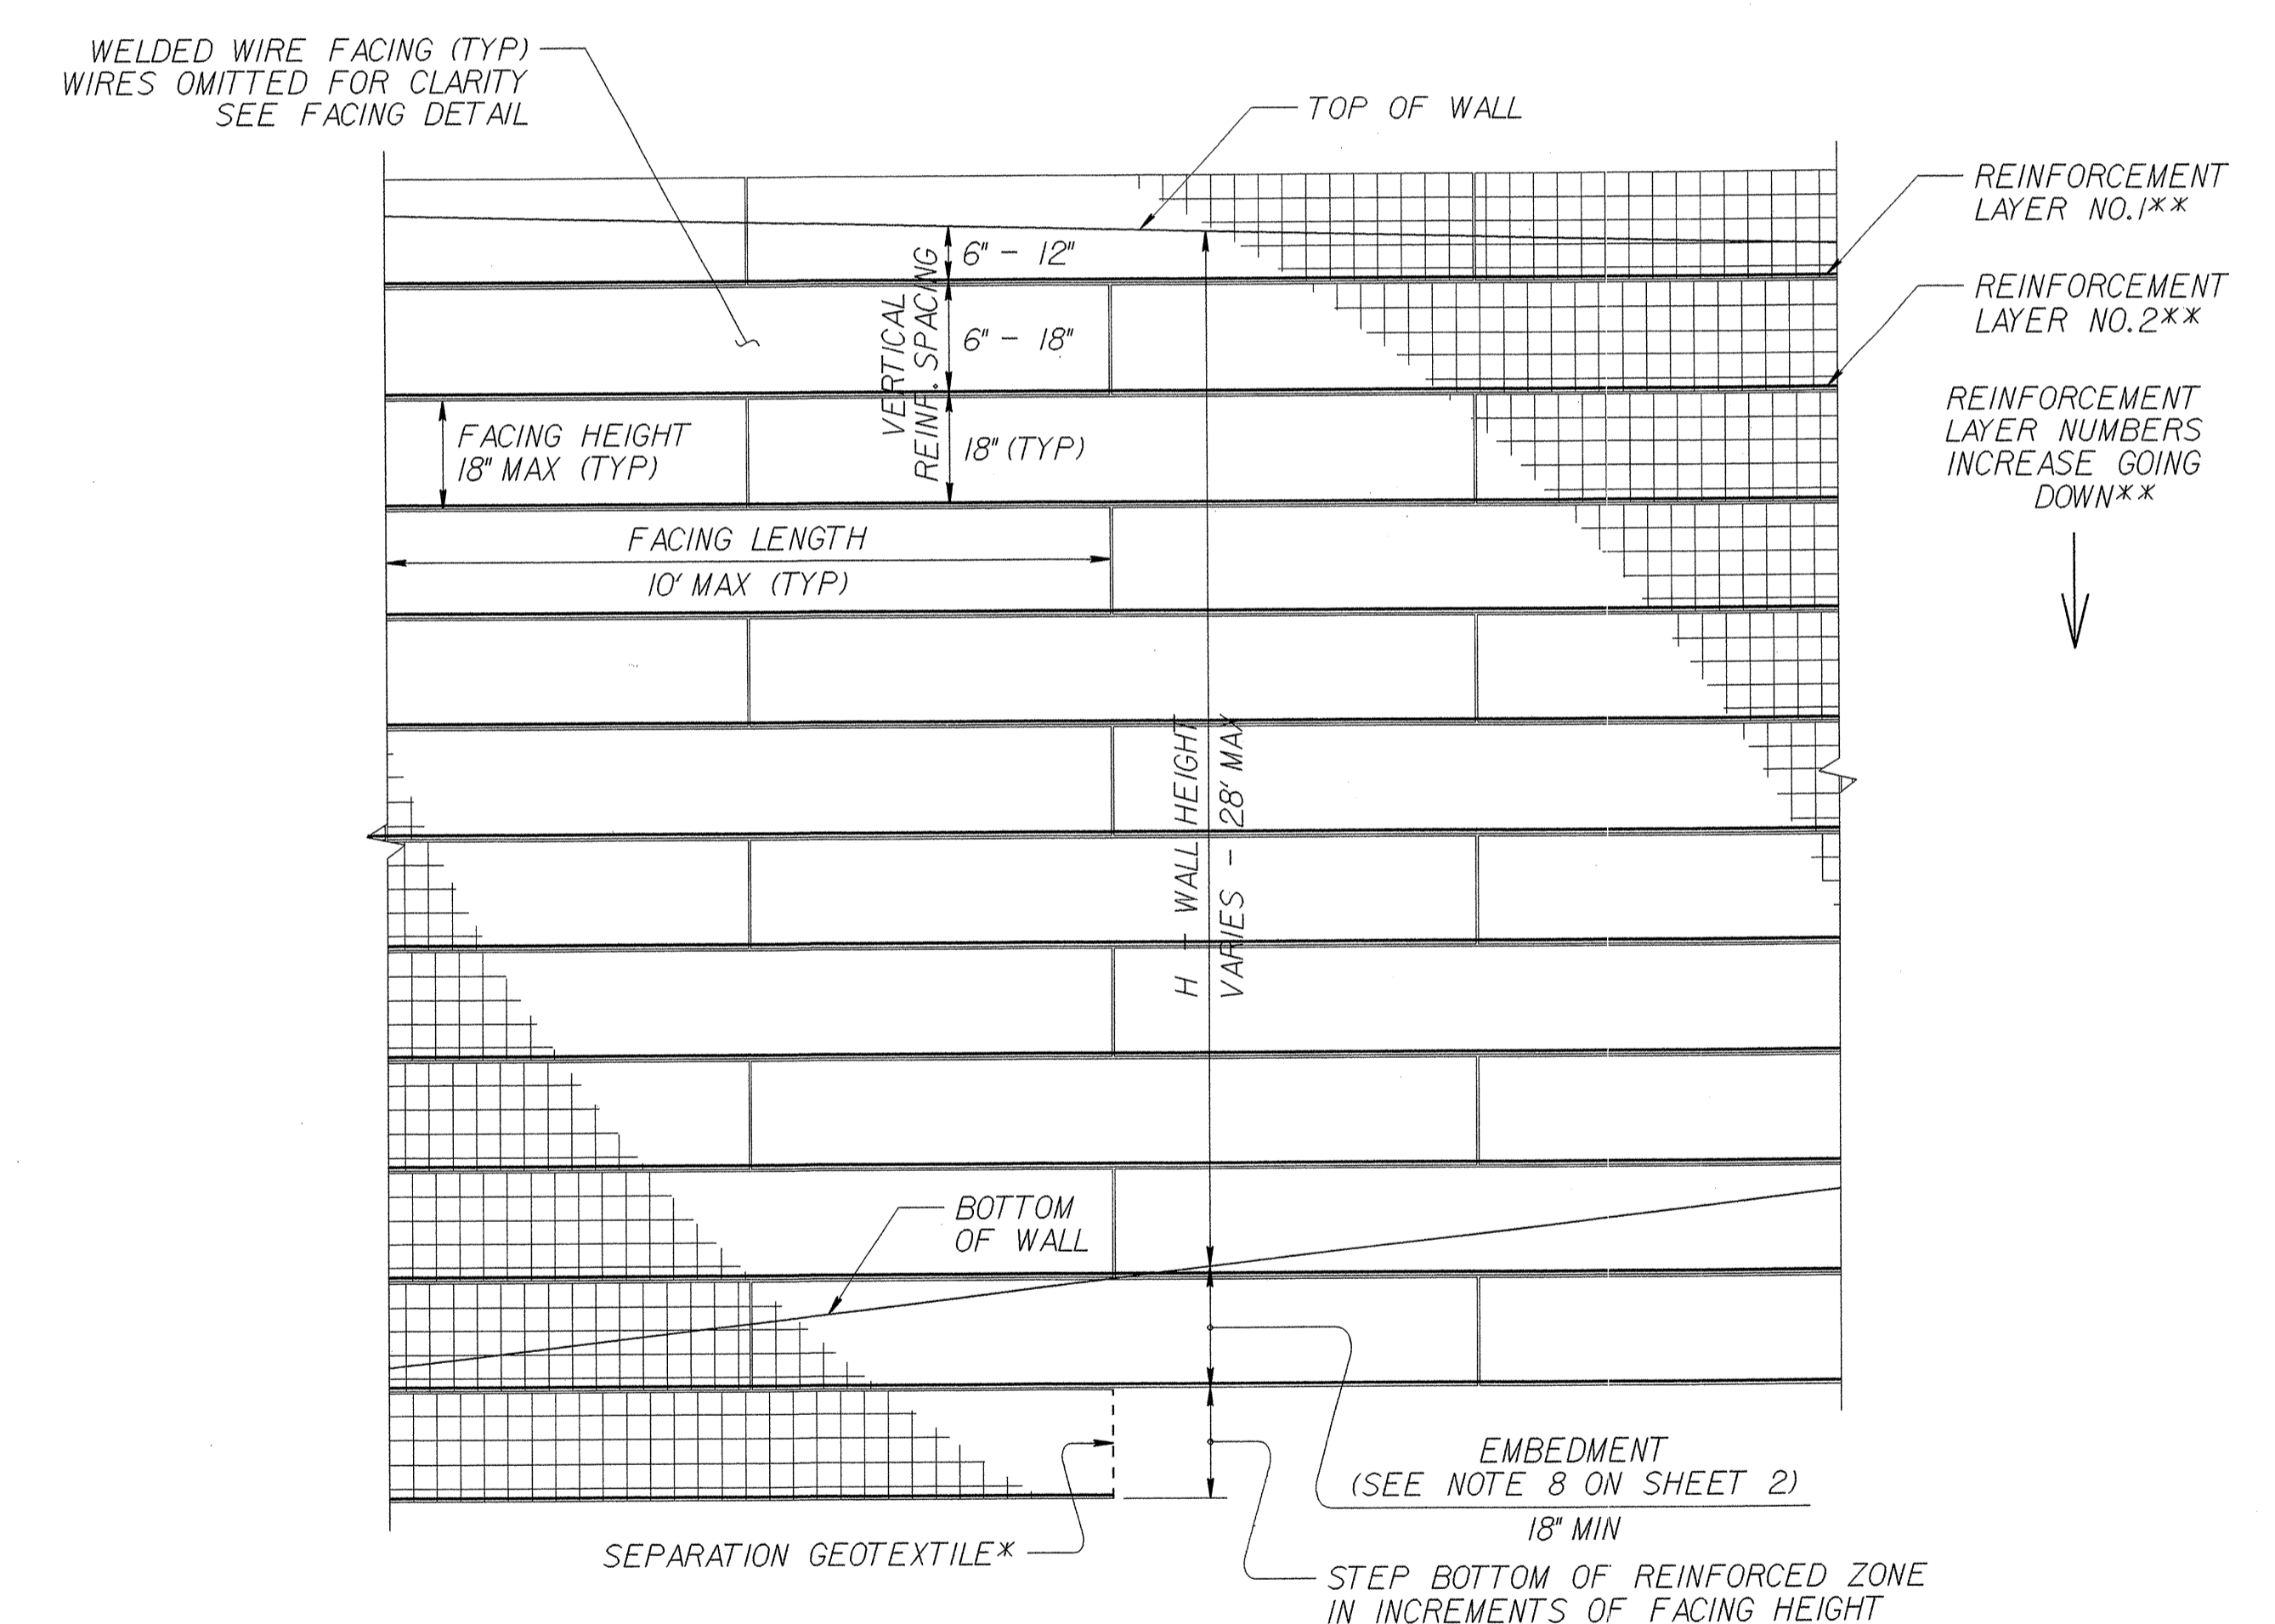 WELDED WIRE FACING (TYP)
WIRES OMITTED FOR CLARITY
SEE FACING DETAIL
TOP OF WALL
REINFORCEMENT
LAYER NO.1**
REINFORCEMENT
LAYER NO.2**
REINFORCEMENT
LAYER NUMBERS
INCREASE GOING
DOWN**
VERTICAL
REINF. SPACING
6" - 12"
6" - 18"
18" (TYP)
FACING HEIGHT
18" MAX (TYP)
FACING LENGTH
10' MAX (TYP)
H - WALL HEIGHT
VARIES - 28' MAX
BOTTOM
OF WALL
EMBEDMENT
(SEE NOTE 8 ON SHEET 2)
18" MIN
SEPARATION GEOTEXTILE*
STEP BOTTOM OF REINFORCED ZONE
IN INCREMENTS OF FACING HEIGHT